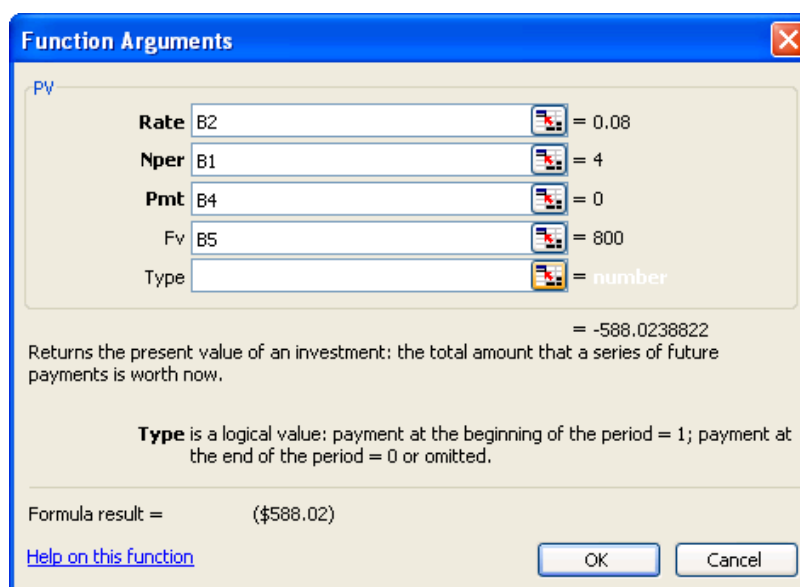 Function Arguments
PV
Rate B2 = 0.08
Nper B1 = 4
Pmt B4 = 0
Fv B5 = 800
Type = number
= -588.0238822
Returns the present value of an investment: the total amount that a series of future
payments is worth now.
Type is a logical value: payment at the beginning of the period = 1; payment at
the end of the period = 0 or omitted.
Formula result = ($588.02)
Help on this function
OK Cancel